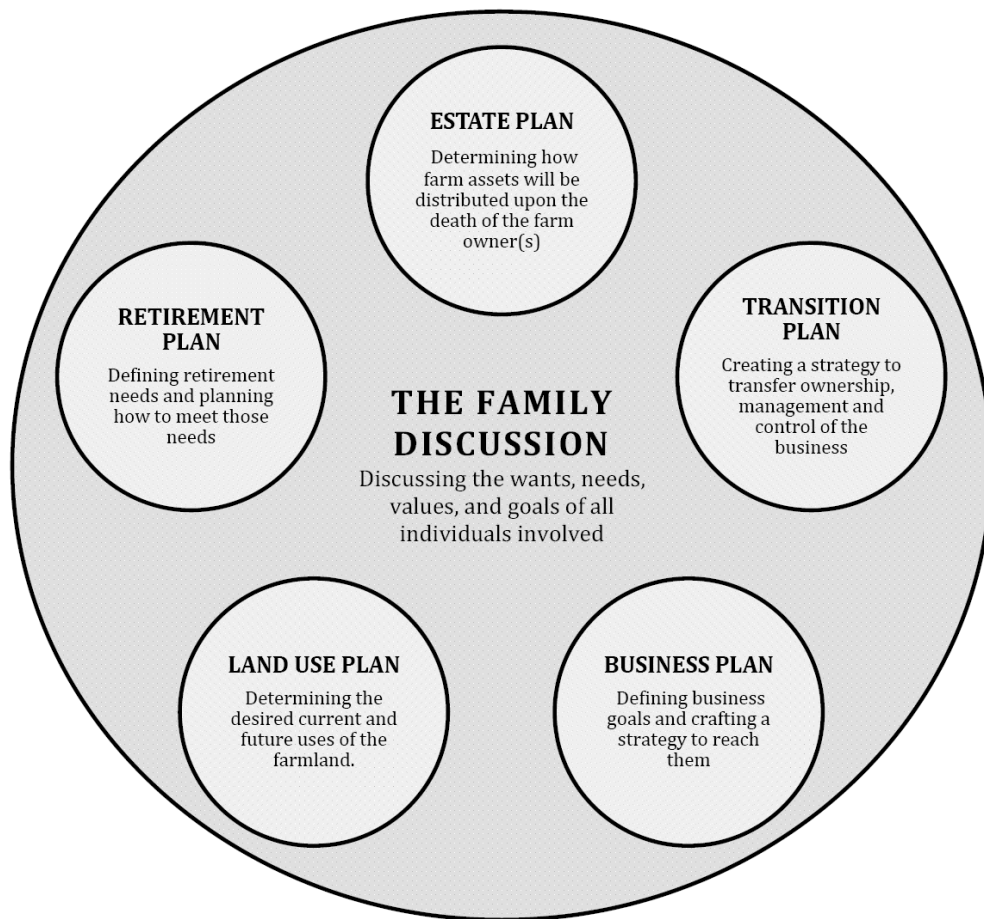 ESTATE PLAN
Determining how
farm assets will be
distributed upon the
death of the farm
owner(s)
RETIREMENT
PLAN
Defining retirement
needs and planning
how to meet those
needs
TRANSITION
PLAN
Creating a strategy to
transfer ownership,
management and
control of the
business
THE FAMILY
DISCUSSION
Discussing the wants, needs,
values, and goals of all
individuals involved
LAND USE PLAN
Determining the
desired current and
future uses of the
farmland.
BUSINESS PLAN
Defining business
goals and crafting a
strategy to reach
them